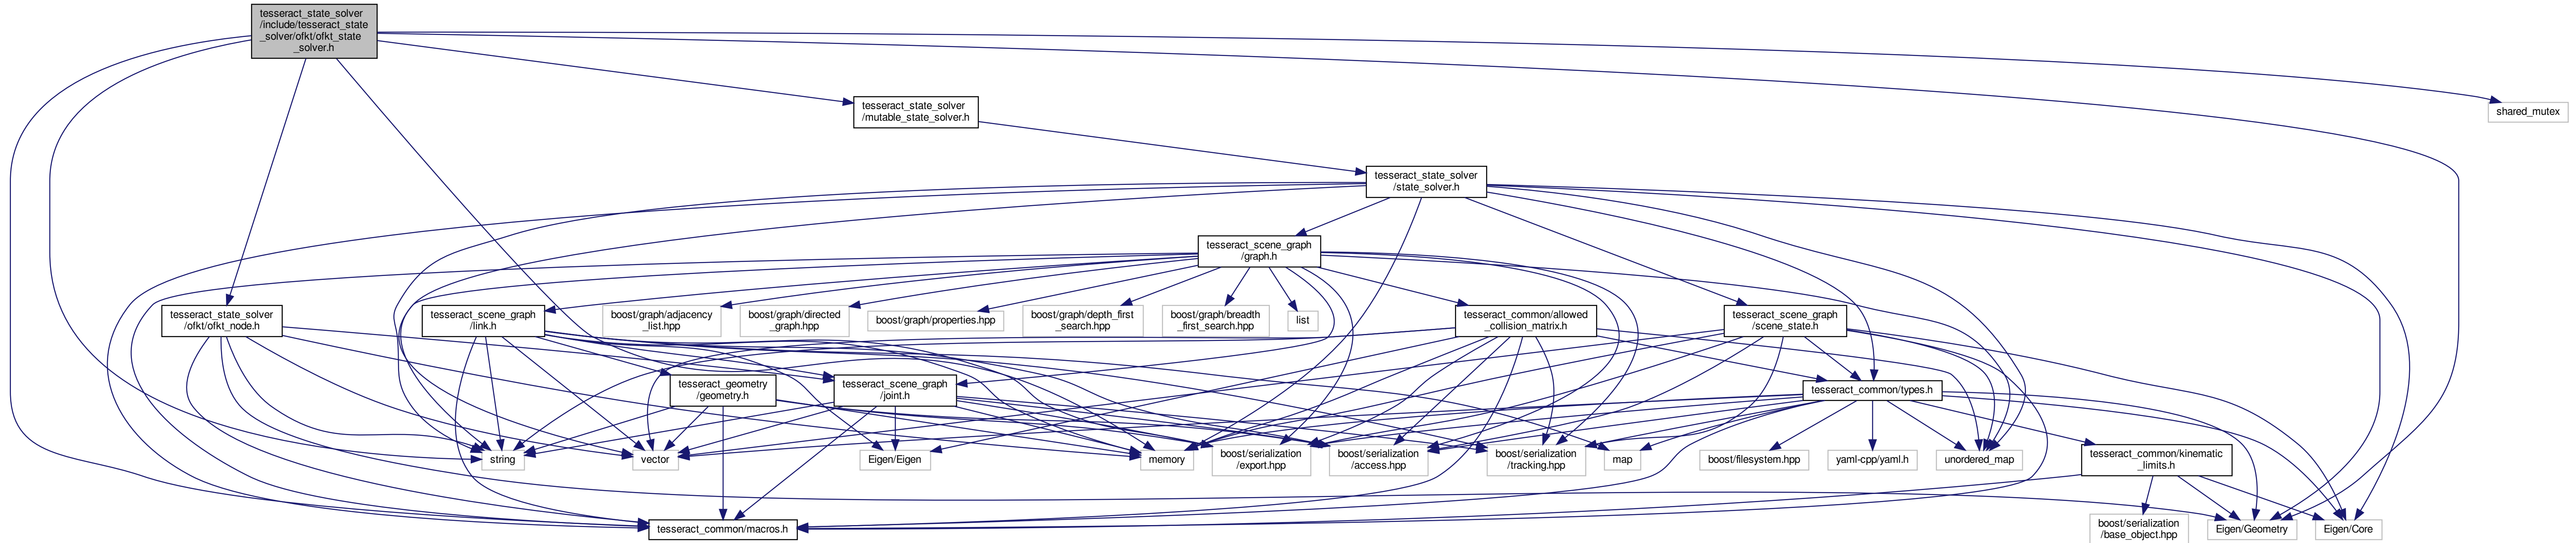 tesseract_state_solver
/include/tesseract_state
_solver/ofkt/ofkt_state
_solver.h
tesseract_state_solver
/mutable_state_solver.h
shared_mutex
tesseract_state_solver
/state_solver.h
tesseract_scene_graph
/graph.h
tesseract_state_solver
/ofkt/ofkt_node.h
tesseract_scene_graph
/link.h
boost/graph/adjacency
_list.hpp
boost/graph/directed
_graph.hpp
boost/graph/properties.hpp
boost/graph/depth_first
_search.hpp
boost/graph/breadth
_first_search.hpp
list
tesseract_common/allowed
_collision_matrix.h
tesseract_scene_graph
/scene_state.h
tesseract_geometry
/geometry.h
tesseract_scene_graph
/joint.h
tesseract_common/types.h
string
vector
Eigen/Eigen
memory
boost/serialization
/export.hpp
boost/serialization
/access.hpp
boost/serialization
/tracking.hpp
map
boost/filesystem.hpp
yaml-cpp/yaml.h
unordered_map
tesseract_common/kinematic
_limits.h
tesseract_common/macros.h
boost/serialization
/base_object.hpp
Eigen/Geometry
Eigen/Core